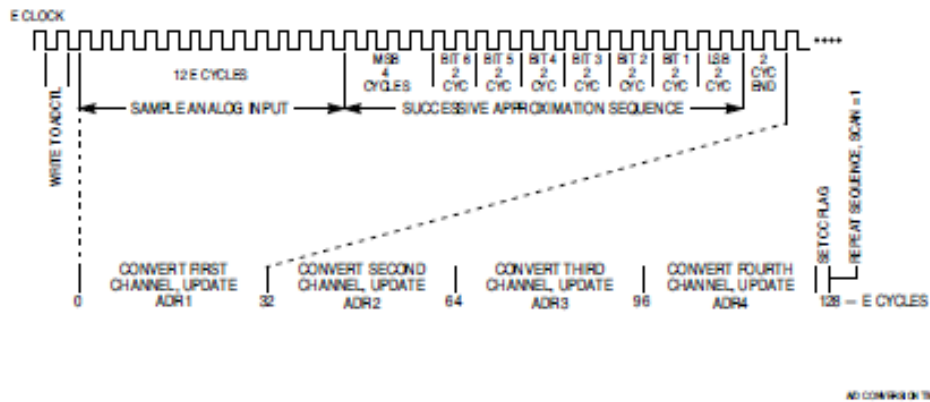 E CLOCK
MSB
4
CYCLES
BIT 6
2
CYC
BIT 5
2
CYC
BIT 4
2
CYC
BIT 3
2
CYC
BIT 2
2
CYC
BIT 1
2
CYC
LSB
2
CYC
2
CYC
END
12 E CYCLES
SAMPLE ANALOG INPUT
SUCCESSIVE APPROXIMATION SEQUENCE
WRITE TO ADCTL
SET CC FLAG
REPEAT SEQUENCE, SCAN = 1
CONVERT FIRST
CHANNEL, UPDATE
ADR1
CONVERT SECOND
CHANNEL, UPDATE
ADR2
CONVERT THIRD
CHANNEL, UPDATE
ADR3
CONVERT FOURTH
CHANNEL, UPDATE
ADR4
0
32
64
96
128 — E CYCLES
A/D CONVERSION